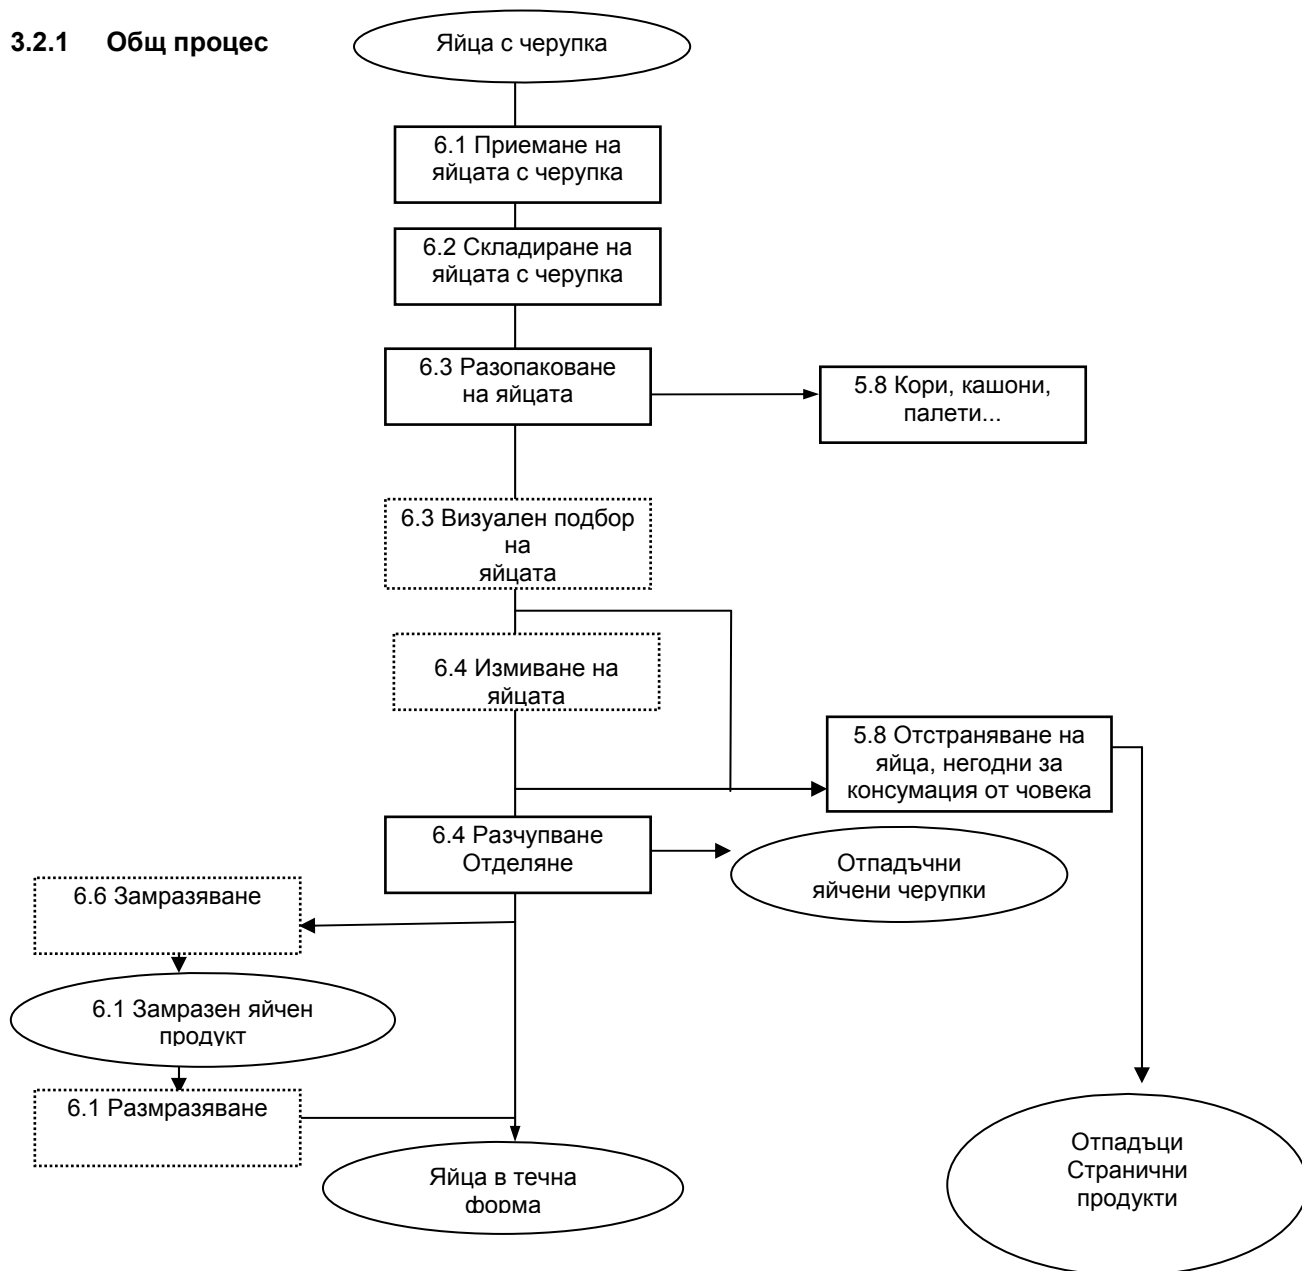 3.2.1 Общ процес
Яйца с черупка
6.1 Приемане на
яйцата с черупка
6.2 Складиране на
яйцата с черупка
6.3 Разопаковане
на яйцата
5.8 Кори, кашони,
палети...
6.3 Визуален подбор
на
яйцата
6.4 Измиване на
яйцата
5.8 Отстраняване на
яйца, негодни за
консумация от човека
6.4 Разчупване
Отделяне
Отпадъчни
яйчени черупки
6.6 Замразяване
6.1 Замразен яйчен
продукт
6.1 Размразяване
Яйца в течна
форма
Отпадъци
Странични
продукти